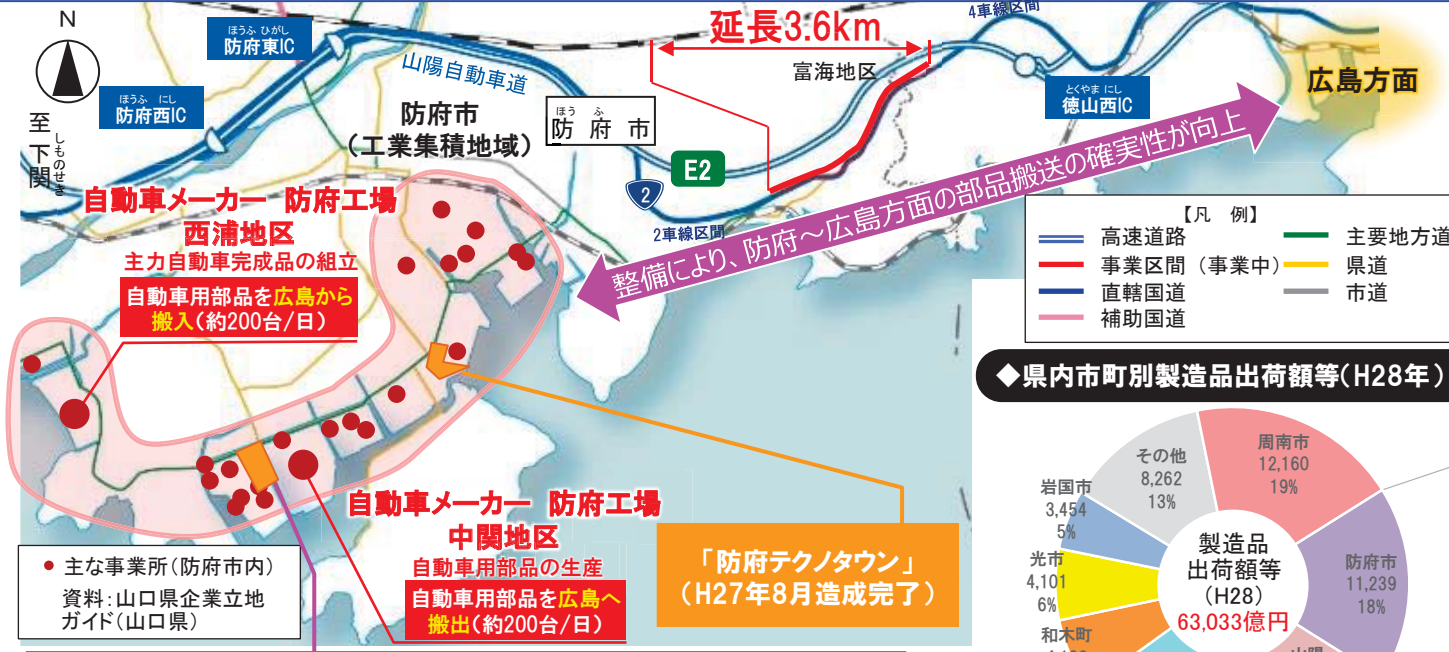 N
ほうふ ひがし
防府東IC
ほうふ にし
防府西IC
至下関
しものせき
山陽自動車道
防府市
(工業集積地域)
ほう ふ
防府市
延長3.6km
4車線区間
富海地区
とくやま にし
徳山西IC
広島方面
E2
2
2車線区間
整備により、防府～広島方面の部品搬送の確実性が向上
自動車メーカー 防府工場
西浦地区
主力自動車完成品の組立
自動車用部品を広島から
搬入(約200台/日)
【凡 例】
高速道路
主要地方道
事業区間（事業中）
県道
直轄国道
市道
補助国道
自動車メーカー 防府工場
中関地区
自動車用部品の生産
自動車用部品を広島へ
搬出(約200台/日)
「防府テクノタウン」
(H27年8月造成完了)
● 主な事業所(防府市内)
資料:山口県企業立地
ガイド(山口県)
◆県内市町別製造品出荷額等(H28年)
その他
8,262
13%
周南市
12,160
19%
岩国市
3,454
5%
光市
4,101
6%
和木町
防府市
11,239
18%
製造品
出荷額等
(H28)
63,033億円
山陽